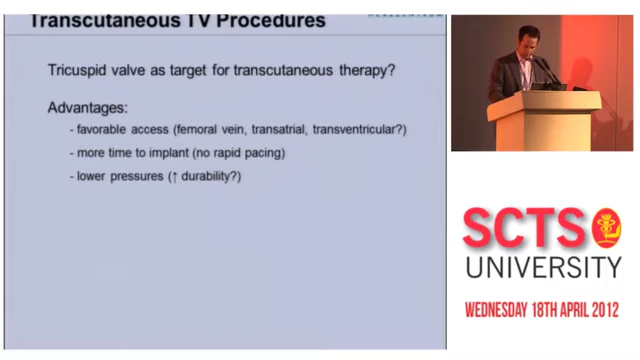 Transcutaneous TV Procedures
Tricuspid valve as target for transcutaneous therapy?
Advantages:
- favorable access (femoral vein, transatrial, transventricular?)
- more time to implant (no rapid pacing)
- lower pressures (↑ durability?)
SCTS
UNIVERSITY
WEDNESDAY 18TH APRIL 2012